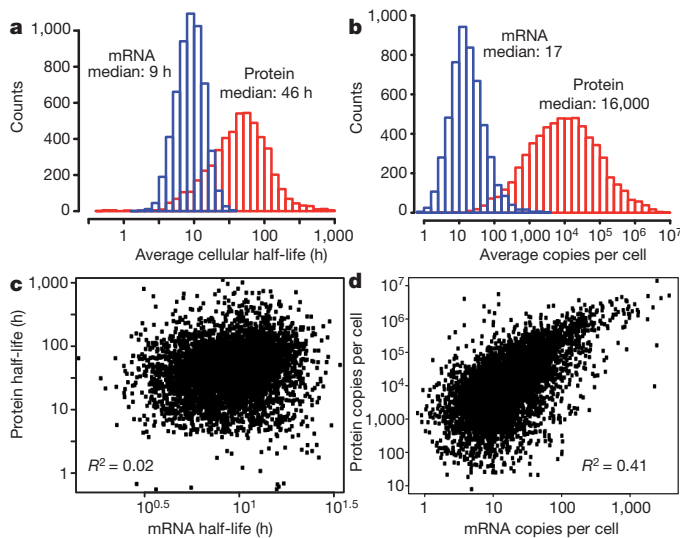 a
1,000
800
600
400
200
0
Counts
mRNA
median: 9 h
Protein
median: 46 h
1
10
100
1,000
Average cellular half-life (h)
b
1,000
800
600
400
200
0
Counts
mRNA
median: 17
Protein
median: 16,000
1
10
100
1,000
10⁴
10⁵
10⁶
10⁷
Average copies per cell
c
1,000
100
10
1
Protein half-life (h)
R² = 0.02
10⁰·⁵
10¹
10¹·⁵
mRNA half-life (h)
d
10⁷
10⁶
10⁵
10⁴
1,000
100
10
Protein copies per cell
R² = 0.41
1
10
100
1,000
mRNA copies per cell